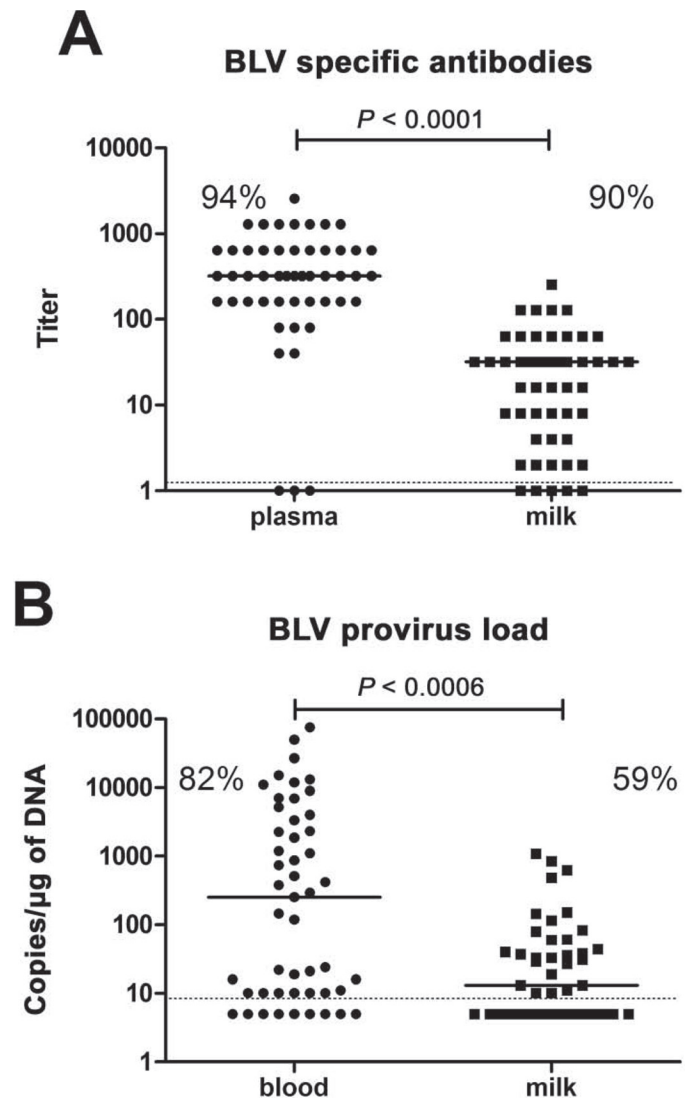 A
BLV specific antibodies
P < 0.0001
94%
90%
10000
1000
100
10
1
Titer
plasma
milk
B
BLV provirus load
P < 0.0006
82%
59%
100000
10000
1000
100
10
1
Copies/µg of DNA
blood
milk